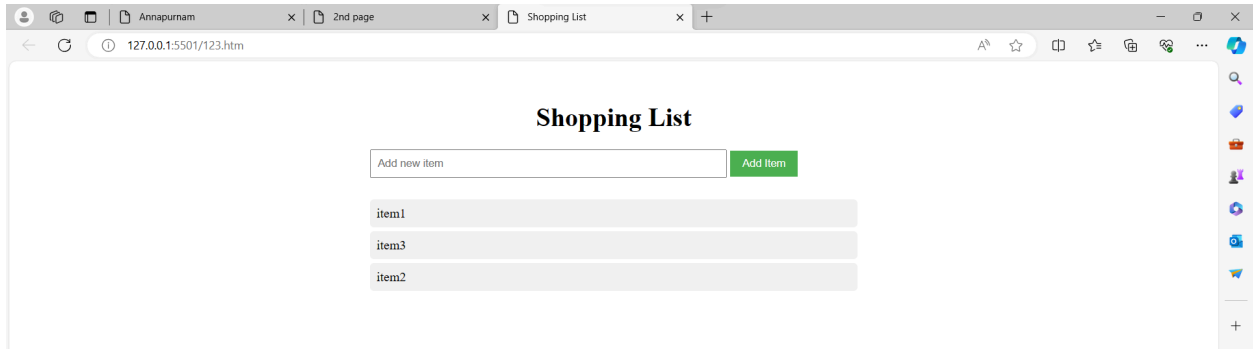 Annapurnam 2nd page Shopping List
127.0.0.1:5501/123.htm
Shopping List
Add new item Add Item
item1
item3
item2